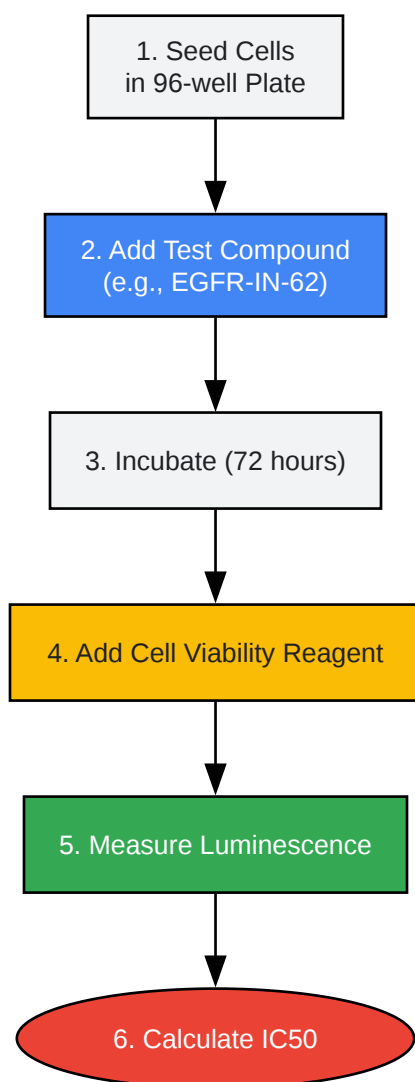 1. Seed Cells
in 96-well Plate
2. Add Test Compound
(e.g., EGFR-IN-62)
3. Incubate (72 hours)
4. Add Cell Viability Reagent
5. Measure Luminescence
6. Calculate IC50